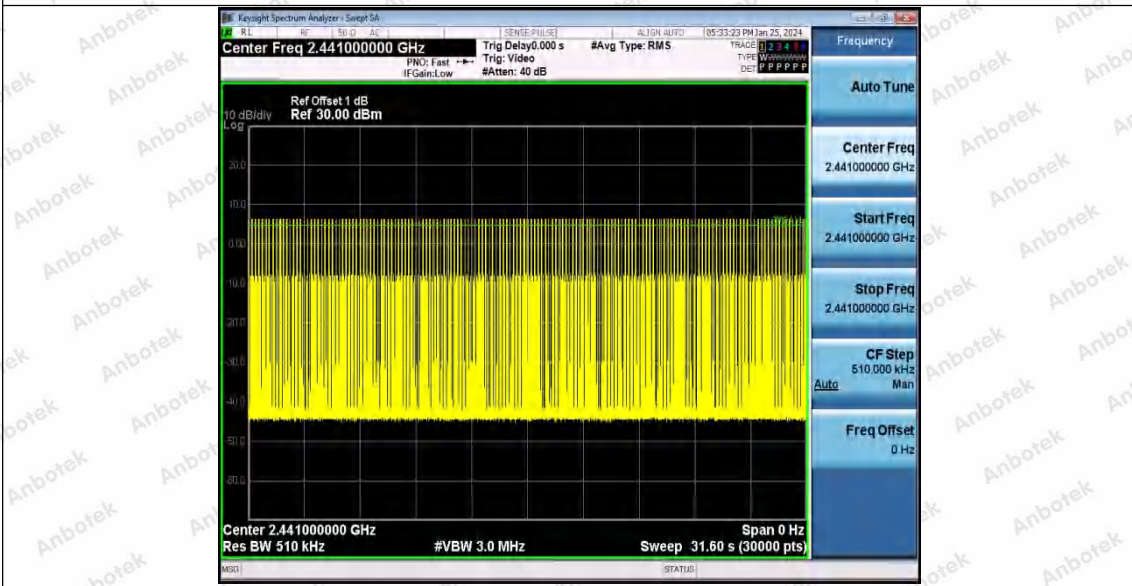 Keysight Spectrum Analyzer - Swept SA
RL RF 50 Ω AC SENSE:PULSE ALIGN AUTO 05:33:23 PM Jan 25, 2024
Center Freq 2.441000000 GHz
PNO: Fast
IFGain:Low
Trig Delay0.000 s
Trig: Video
#Atten: 40 dB
#Avg Type: RMS
TRACE 1 2 3 4 5 6
TYPE W
DET P P P P P P
Ref Offset 1 dB
10 dB/div Ref 30.00 dBm
Log
20.0
10.0
0.00
-10.0
-20.0
-30.0
-40.0
-50.0
-60.0
Center 2.441000000 GHz Span 0 Hz
Res BW 510 kHz #VBW 3.0 MHz Sweep 31.60 s (30000 pts)
MSG STATUS
Frequency
Auto Tune
Center Freq
2.441000000 GHz
Start Freq
2.441000000 GHz
Stop Freq
2.441000000 GHz
CF Step
510.000 kHz
Auto Man
Freq Offset
0 Hz
Anbotek